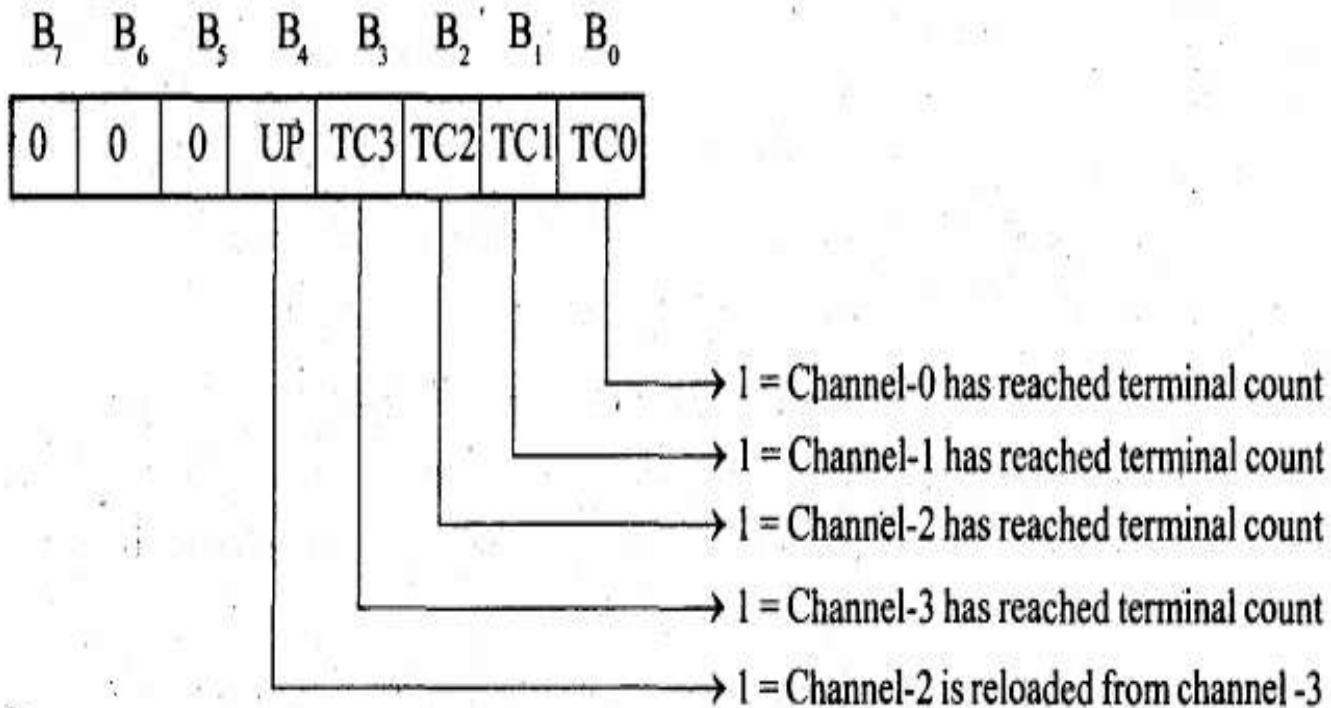 B₇ B₆ B₅ B₄ B₃ B₂ B₁ B₀
0 0 0 UP TC3 TC2 TC1 TC0
1 = Channel-0 has reached terminal count
1 = Channel-1 has reached terminal count
1 = Channel-2 has reached terminal count
1 = Channel-3 has reached terminal count
1 = Channel-2 is reloaded from channel -3